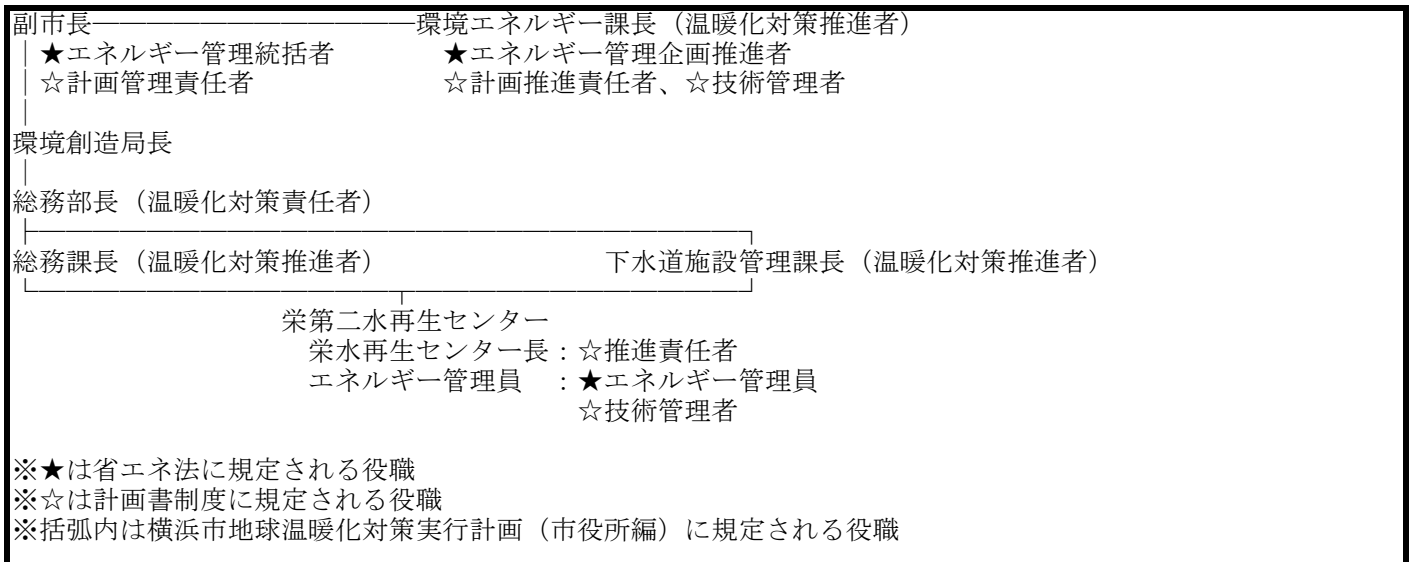 副市長────────────環境エネルギー課長（温暖化対策推進者）
│★エネルギー管理統括者　　　　★エネルギー管理企画推進者
│☆計画管理責任者　　　　　　　☆計画推進責任者、☆技術管理者
│
環境創造局長
│
総務部長（温暖化対策責任者）
├──────────────────────────┐
総務課長（温暖化対策推進者）　　　　　　　　　下水道施設管理課長（温暖化対策推進者）
└─────────────┬────────────┘
栄第二水再生センター
栄水再生センター長：☆推進責任者
エネルギー管理員　：★エネルギー管理員
☆技術管理者
※★は省エネ法に規定される役職
※☆は計画書制度に規定される役職
※括弧内は横浜市地球温暖化対策実行計画（市役所編）に規定される役職